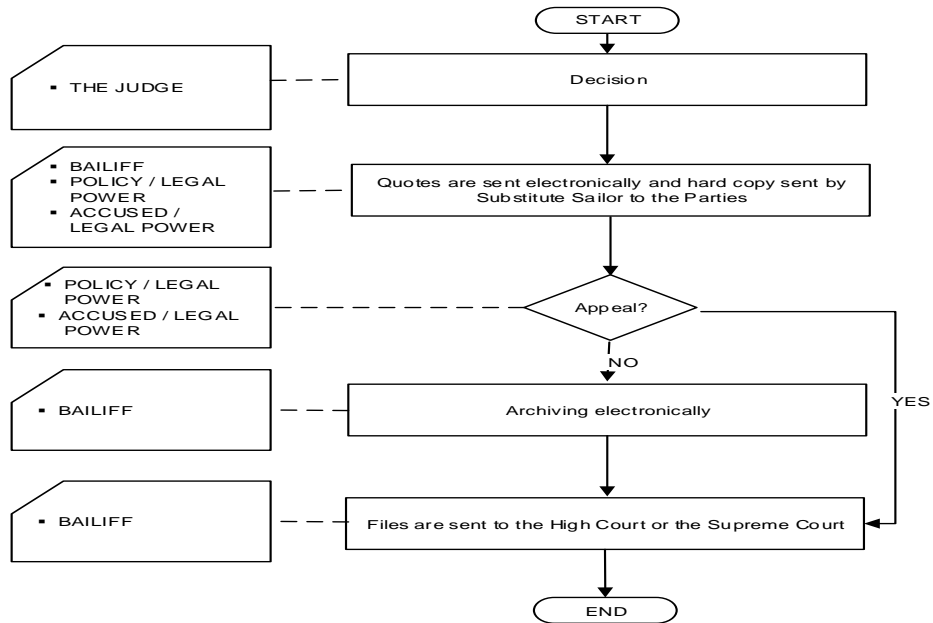 START
▪ THE JUDGE
Decision
▪ BAILIFF
▪ POLICY / LEGAL
POWER
▪ ACCUSED /
LEGAL POWER
Quotes are sent electronically and hard copy sent by
Substitute Sailor to the Parties
▪ POLICY / LEGAL
POWER
▪ ACCUSED / LEGAL
POWER
Appeal?
NO
YES
▪ BAILIFF
Archiving electronically
▪ BAILIFF
Files are sent to the High Court or the Supreme Court
END